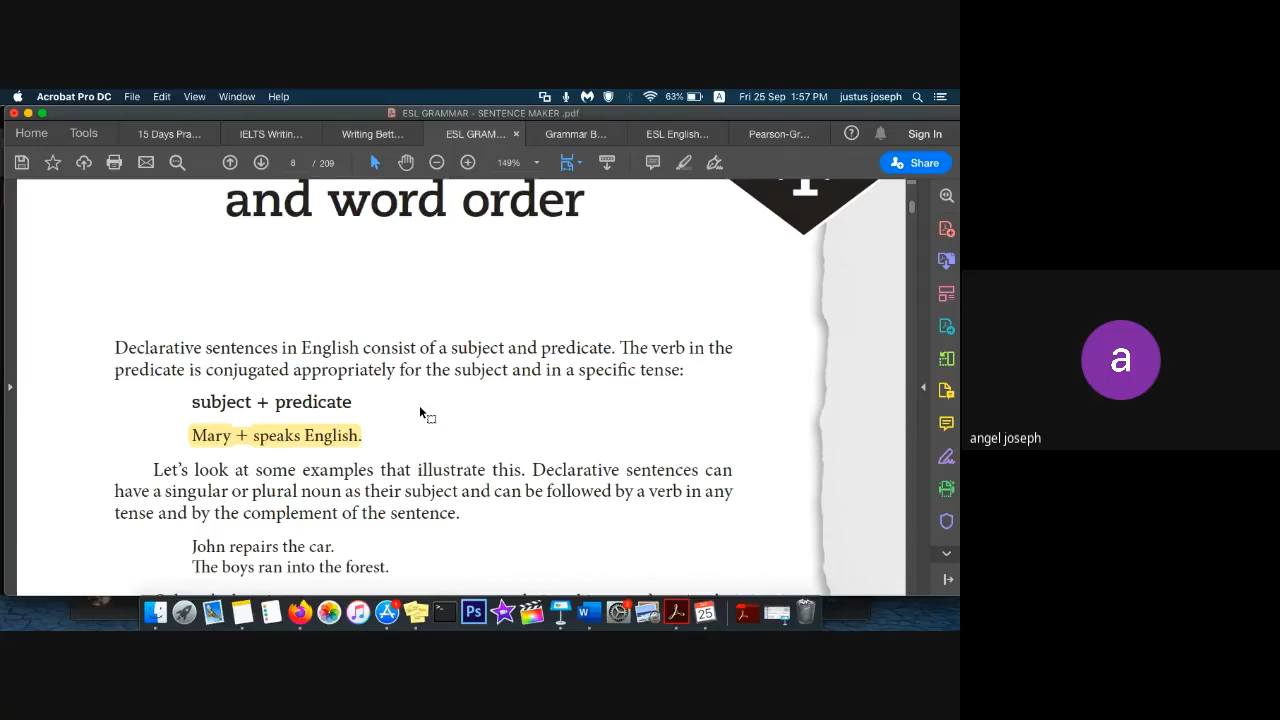 Acrobat Pro DC File Edit View Window Help 63% A Fri 25 Sep 1:57 PM justus joseph
ESL GRAMMAR - SENTENCE MAKER .pdf
Home Tools 15 Days Pra... IELTS Writin... Writing Bett... ESL GRAM... × Grammar B... ESL English... Pearson-Gr... Sign In
8 / 209 149% Share
and word order
1
Declarative sentences in English consist of a subject and predicate. The verb in the
predicate is conjugated appropriately for the subject and in a specific tense:
subject + predicate
Mary + speaks English.
Let's look at some examples that illustrate this. Declarative sentences can
have a singular or plural noun as their subject and can be followed by a verb in any
tense and by the complement of the sentence.
John repairs the car.
The boys ran into the forest.
a
angel joseph
Ps
W
25